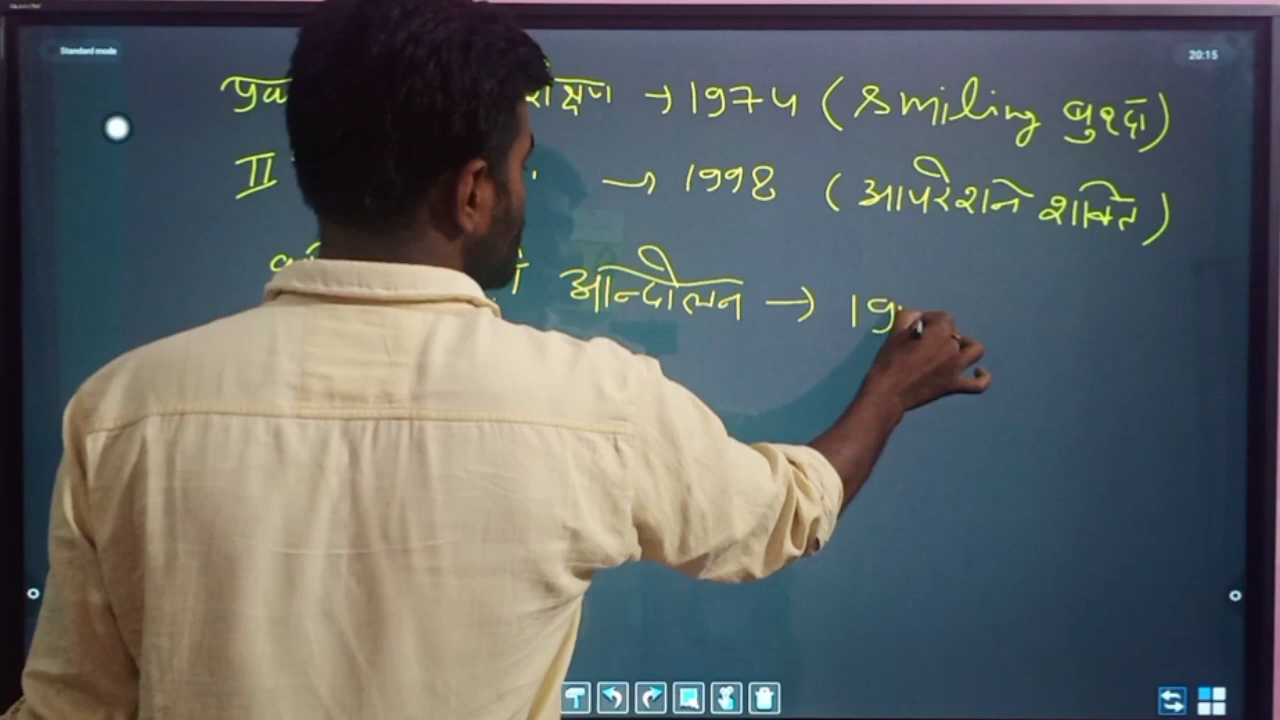 Standard mode
20:15
→ 1974 (Smiling बुद्धा)
II → 1998 (आपरेशन शक्ति)
आन्दोलन → 19